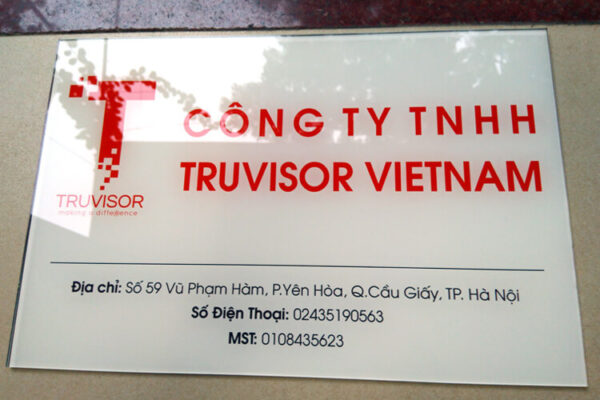 CÔNG TY TNHH
TRUVISOR VIETNAM
TRUVISOR
making a difference
Địa chỉ: Số 59 Vũ Phạm Hàm, P.Yên Hòa, Q.Cầu Giấy, TP. Hà Nội
Số Điện Thoại: 02435190563
MST: 0108435623